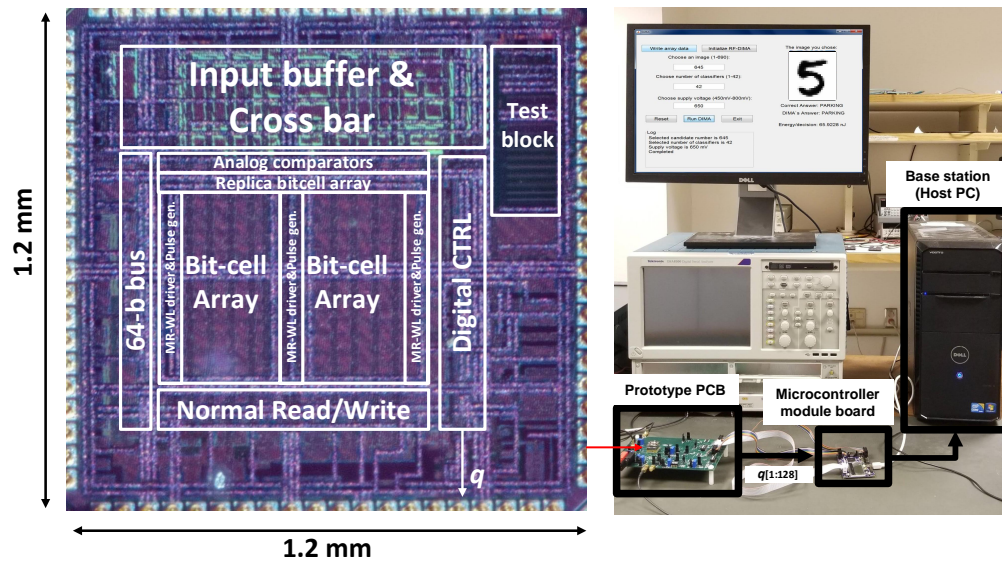 Input buffer &
Cross bar
Test
block
Analog comparators
Replica bitcell array
64-b bus
MR-WL driver&Pulse gen.
Bit-cell
Array
MR-WL driver&Pulse gen.
Bit-cell
Array
MR-WL driver&Pulse gen.
Digital CTRL
Normal Read/Write
q
1.2 mm
1.2 mm
Write array data
Initialize RF-DIMA
The image you chose:
Choose an image (1-690):
645
5
Choose number of classifiers (1-42):
42
Choose supply voltage (450mV-800mv):
650
Correct Answer: PARKING
DIMA's Answer: PARKING
Reset
Run DIMA
Exit
Energy/decision: 65.9228 nJ
Log
Selected candidate number is 645
Selected number of classifiers is 42
Supply voltage is 650 mV
Completed
DELL
Base station
(Host PC)
DELL
Prototype PCB
Microcontroller
module board
q[1:128]